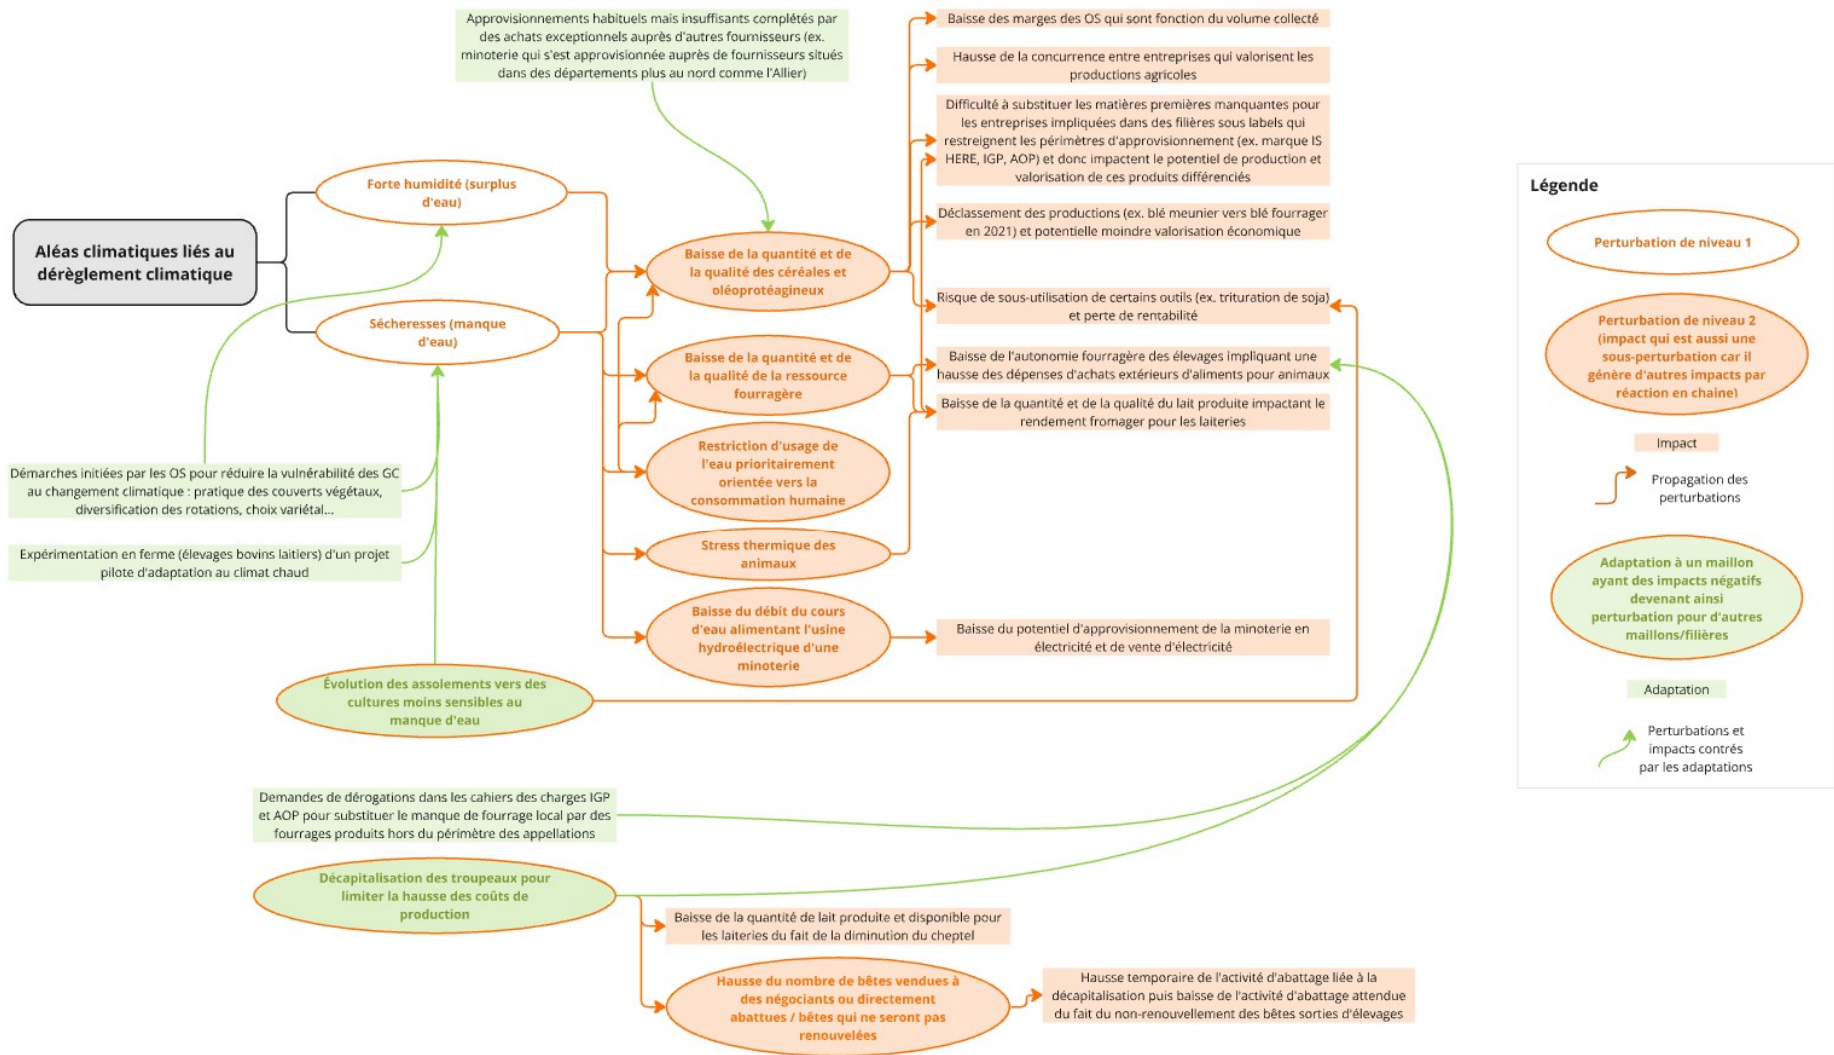 Approvisionnements habituels mais insuffisants complétés par
des achats exceptionnels auprès d'autres fournisseurs (ex.
minoterie qui s'est approvisionnée auprès de fournisseurs situés
dans des départements plus au nord comme l'Allier)
Aléas climatiques liés au
dérèglement climatique
Forte humidité (surplus
d'eau)
Sécheresses (manque
d'eau)
Démarches initiées par les OS pour réduire la vulnérabilité des GC
au changement climatique : pratique des couverts végétaux,
diversification des rotations, choix variétal...
Expérimentation en ferme (élevages bovins laitiers) d'un projet
pilote d'adaptation au climat chaud
Évolution des assolements vers des
cultures moins sensibles au
manque d'eau
Baisse de la quantité et de
la qualité des céréales et
oléoprotéagineux
Baisse de la quantité et de
la qualité de la ressource
fourragère
Restriction d'usage de
l'eau prioritairement
orientée vers la
consommation humaine
Stress thermique des
animaux
Baisse du débit du cours
d'eau alimentant l'usine
hydroélectrique d'une
minoterie
Baisse des marges des OS qui sont fonction du volume collecté
Hausse de la concurrence entre entreprises qui valorisent les
productions agricoles
Difficulté à substituer les matières premières manquantes pour
les entreprises impliquées dans des filières sous labels qui
restreignent les périmètres d'approvisionnement (ex. marque IS
HERE, IGP, AOP) et donc impactent le potentiel de production et
valorisation de ces produits différenciés
Déclassement des productions (ex. blé meunier vers blé fourrager
en 2021) et potentielle moindre valorisation économique
Risque de sous-utilisation de certains outils (ex. trituration de soja)
et perte de rentabilité
Baisse de l'autonomie fourragère des élevages impliquant une
hausse des dépenses d'achats extérieurs d'aliments pour animaux
Baisse de la quantité et de la qualité du lait produite impactant le
rendement fromager pour les laiteries
Baisse du potentiel d'approvisionnement de la minoterie en
électricité et de vente d'électricité
Demandes de dérogations dans les cahiers des charges IGP
et AOP pour substituer le manque de fourrage local par des
fourrages produits hors du périmètre des appellations
Décapitalisation des troupeaux pour
limiter la hausse des coûts de
production
Baisse de la quantité de lait produite et disponible pour
les laiteries du fait de la diminution du cheptel
Hausse du nombre de bêtes vendues à
des négociants ou directement
abattues / bêtes qui ne seront pas
renouvelées
Hausse temporaire de l'activité d'abattage liée à la
décapitalisation puis baisse de l'activité d'abattage attendue
du fait du non-renouvellement des bêtes sorties d'élevages
Légende
Perturbation de niveau 1
Perturbation de niveau 2
(impact qui est aussi une
sous-perturbation car il
génère d'autres impacts par
réaction en chaine)
Impact
Propagation des
perturbations
Adaptation à un maillon
ayant des impacts négatifs
devenant ainsi
perturbation pour d'autres
maillons/filières
Adaptation
Perturbations et
impacts contrés
par les adaptations